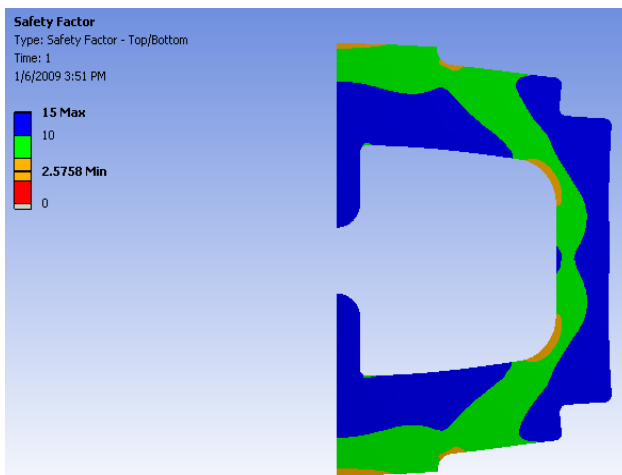 Safety Factor
Type: Safety Factor - Top/Bottom
Time: 1
1/6/2009 3:51 PM
15 Max
10
2.5758 Min
0